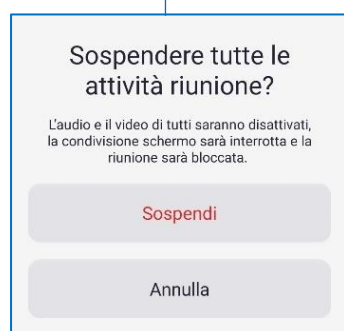 Sospendere tutte le
attività riunione?
L'audio e il video di tutti saranno disattivati,
la condivisione schermo sarà interrotta e la
riunione sarà bloccata.
Sospendi
Annulla